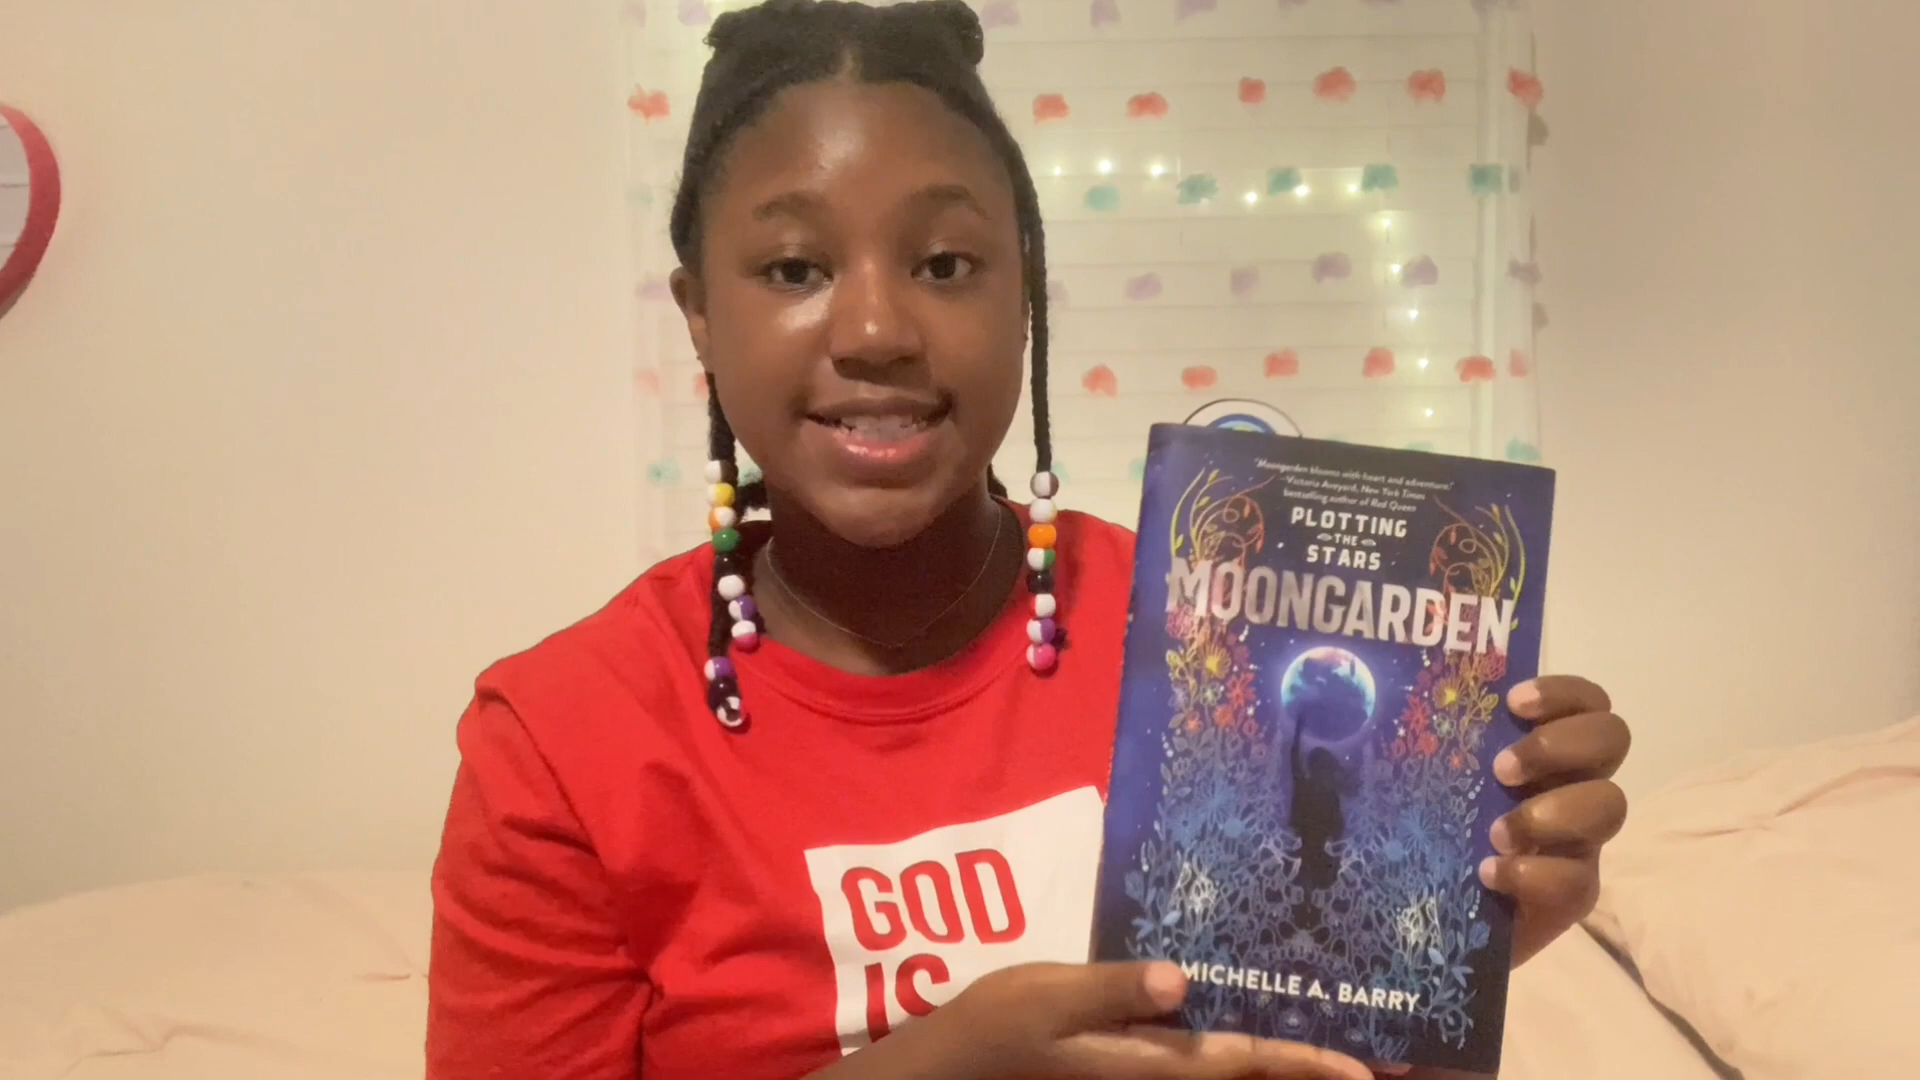 "Moongarden blooms with heart and adventure."
–Victoria Aveyard, New York Times
bestselling author of Red Queen
PLOTTING
THE
STARS
MOONGARDEN
MICHELLE A. BARRY
GOD
IS